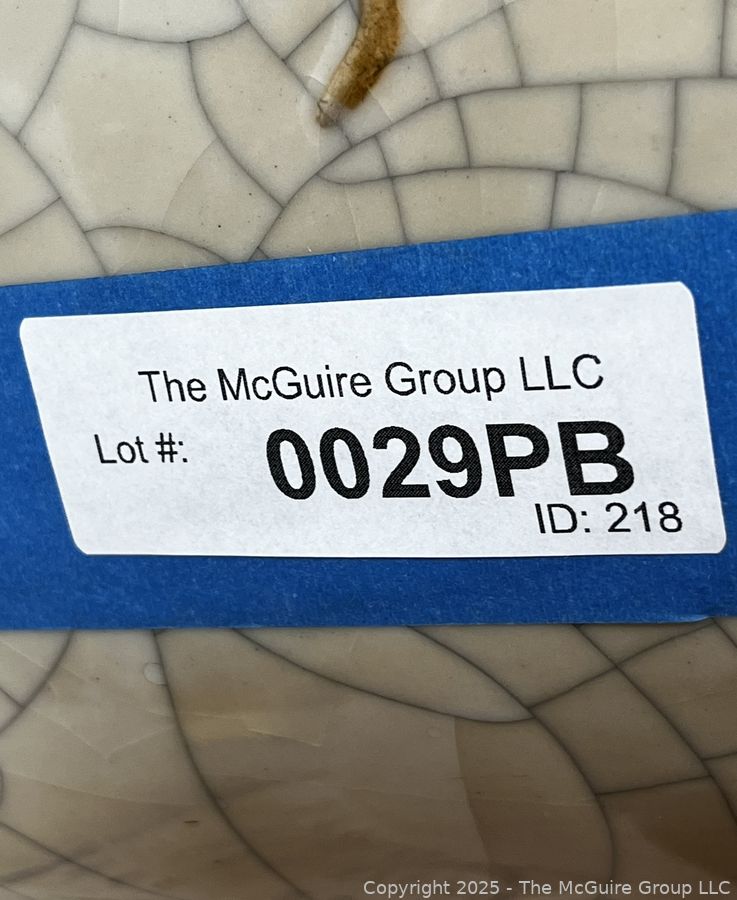 The McGuire Group LLC
Lot #: 0029PB
ID: 218
Copyright 2025 - The McGuire Group LLC